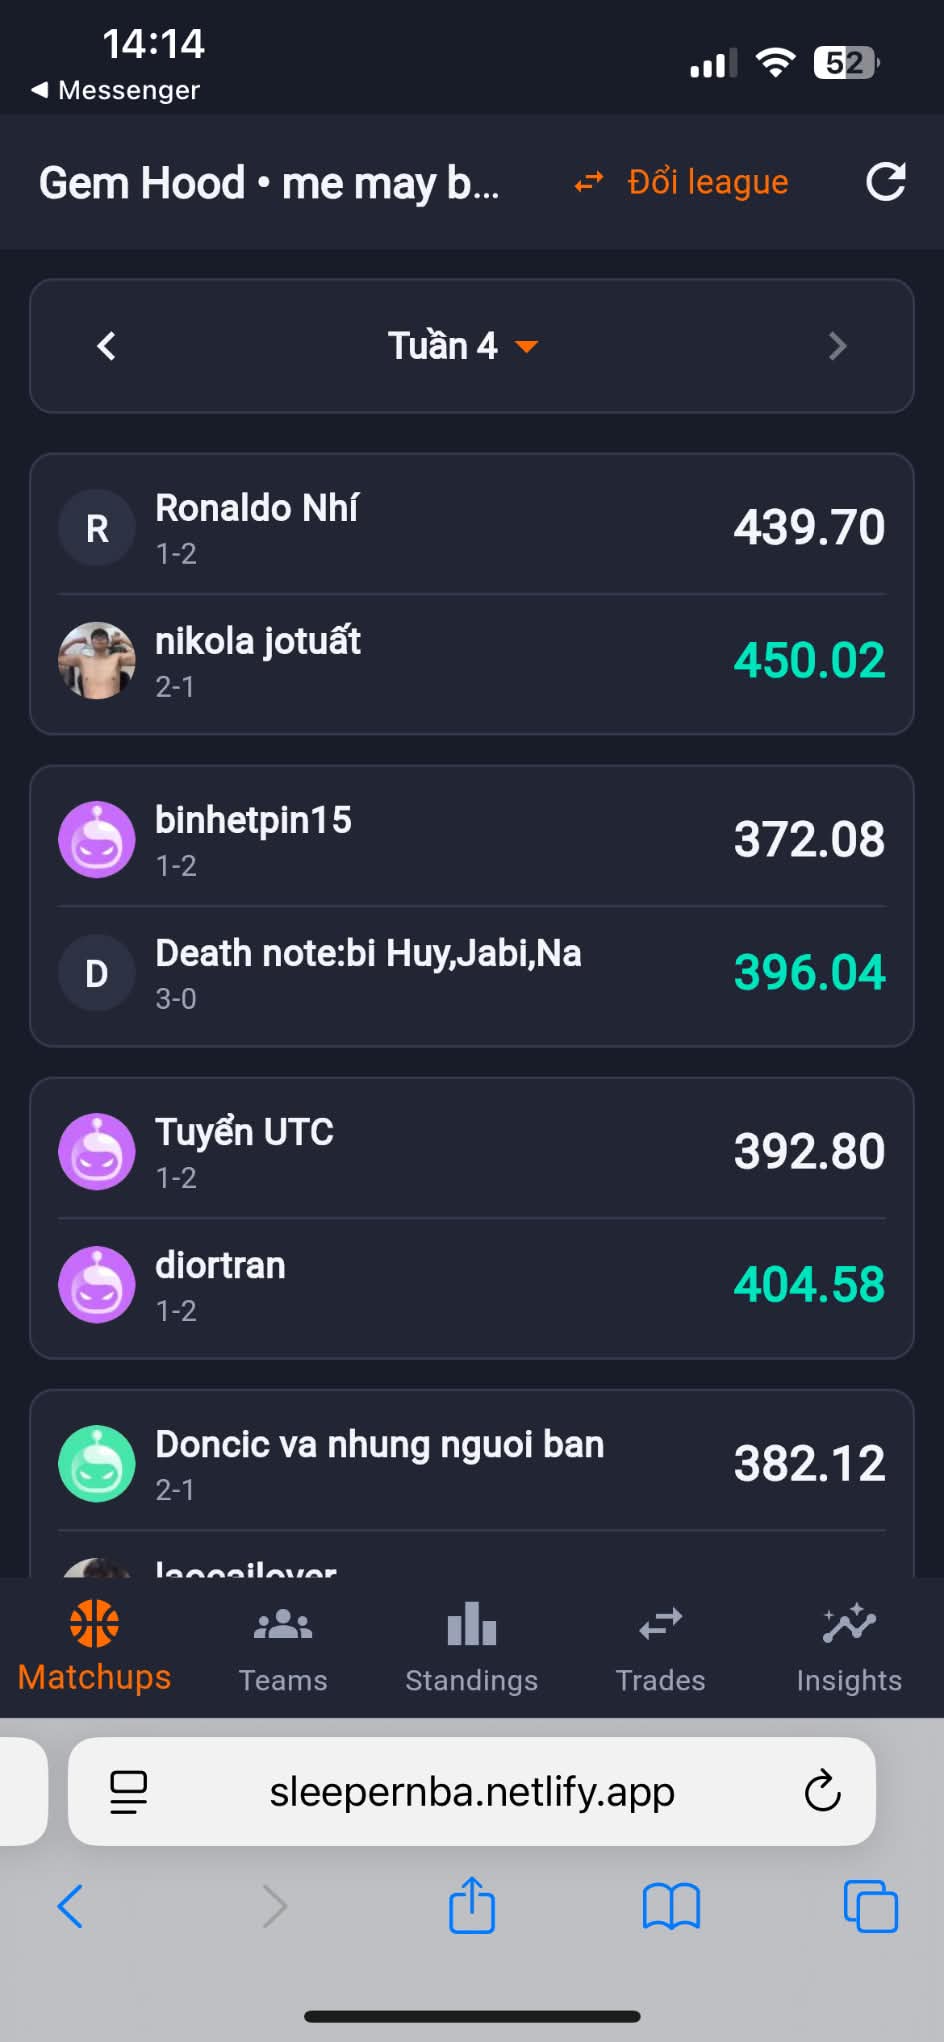 14:14
Messenger
52
Gem Hood • me may b...
Đổi league
Tuần 4
R
Ronaldo Nhí
1-2
439.70
nikola jotuất
2-1
450.02
binhetpin15
1-2
372.08
D
Death note:bi Huy,Jabi,Na
3-0
396.04
Tuyển UTC
1-2
392.80
diortran
1-2
404.58
Doncic va nhung nguoi ban
2-1
382.12
Matchups
Teams
Standings
Trades
Insights
sleepernba.netlify.app